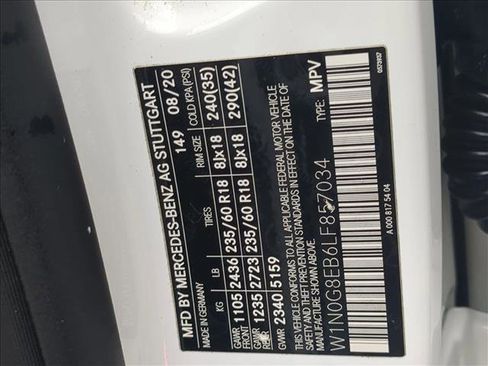 MFD BY MERCEDES-BENZ AG STUTTGART
MADE IN GERMANY 149 08/20
KG LB TIRES RIM SIZE COLD KPA (PSI)
GAWR FRONT 1105 2436 235/60 R18 8Jx18 240(35)
GAWR REAR 1235 2723 235/60 R18 8Jx18 290(42)
GVWR 2340 5159
THIS VEHICLE CONFORMS TO ALL APPLICABLE FEDERAL MOTOR VEHICLE
SAFETY AND THEFT PREVENTION STANDARDS IN EFFECT ON THE DATE OF
MANUFACTURE SHOWN ABOVE.
W1N0G8EB6LF857034 TYPE: MPV
A 000 817 54 04